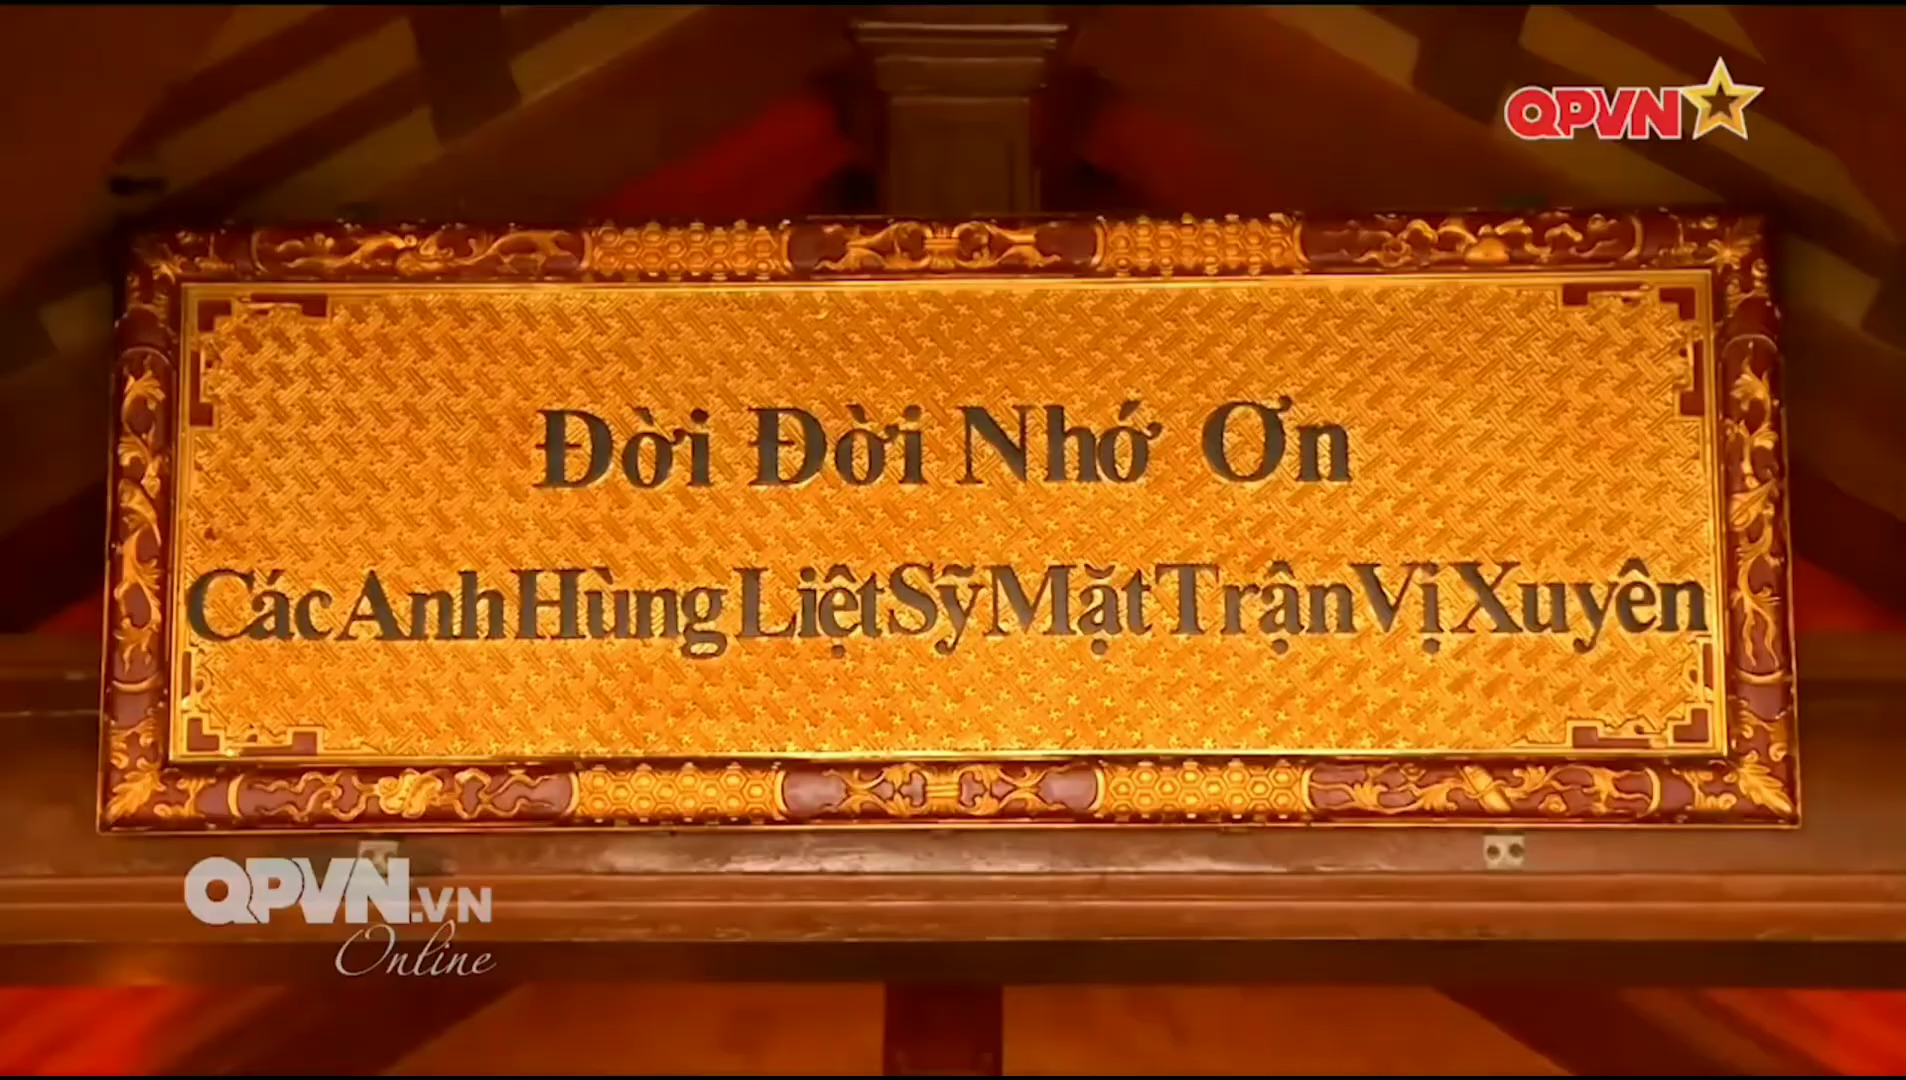 QPVN
Đời Đời Nhớ Ơn
Các Anh Hùng Liệt Sỹ Mặt Trận Vị Xuyên
QPVN.VN
Online